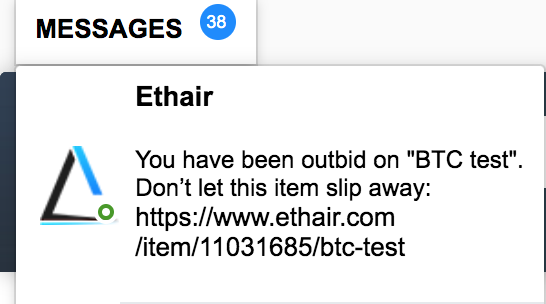 MESSAGES 38
Ethair
You have been outbid on "BTC test".
Don’t let this item slip away:
https://www.ethair.com
/item/11031685/btc-test